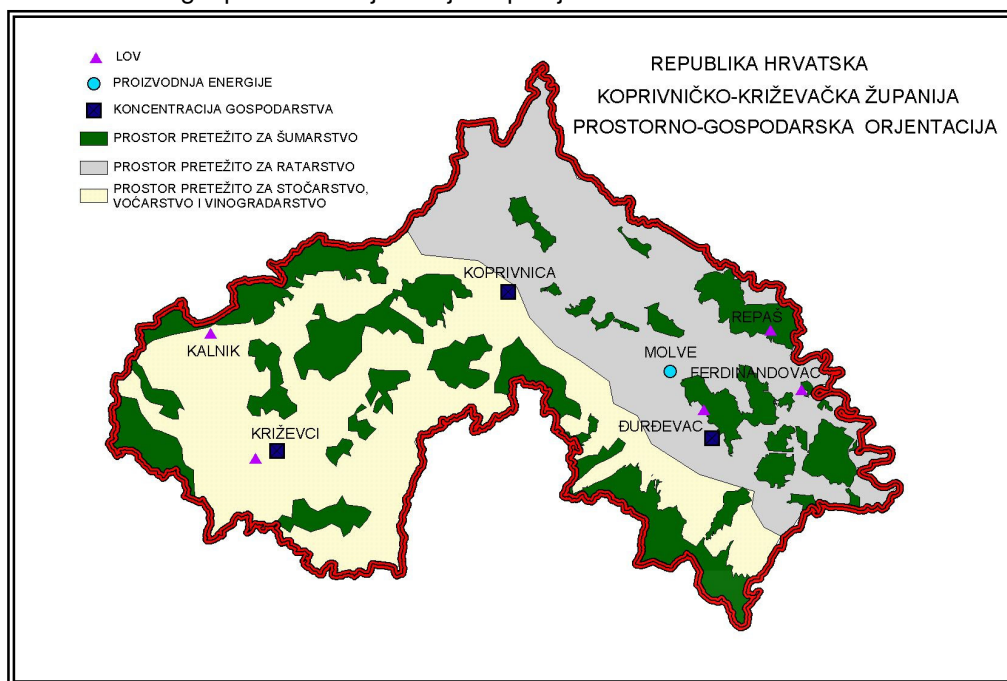 LOV
PROIZVODNJA ENERGIJE
KONCENTRACIJA GOSPODARSTVA
PROSTOR PRETEŽITO ZA ŠUMARSTVO
PROSTOR PRETEŽITO ZA RATARSTVO
PROSTOR PRETEŽITO ZA STOČARSTVO,
VOĆARSTVO I VINOGRADARSTVO
REPUBLIKA HRVATSKA
KOPRIVNIČKO-KRIŽEVAČKA ŽUPANIJA
PROSTORNO-GOSPODARSKA ORJENTACIJA
KOPRIVNICA
REPAŠ
KALNIK
MOLVE
FERDINANDOVAC
ĐURĐEVAC
KRIŽEVCI